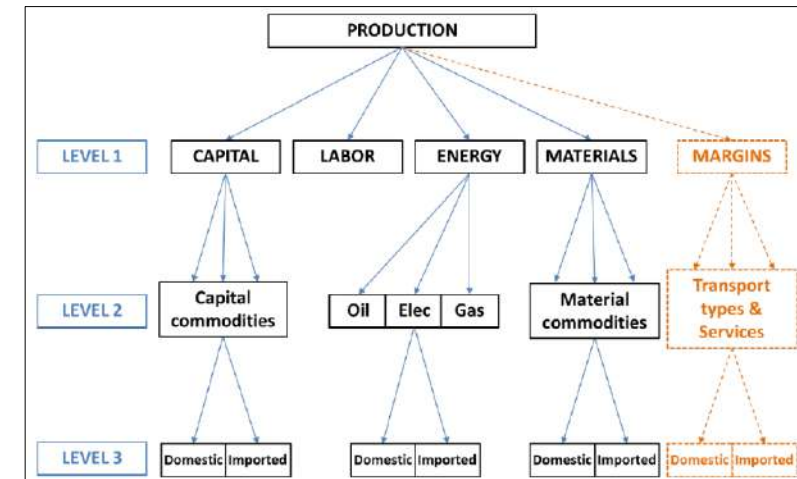 PRODUCTION
LEVEL 1
CAPITAL
LABOR
ENERGY
MATERIALS
MARGINS
LEVEL 2
Capital
commodities
Oil
Elec
Gas
Material
commodities
Transport
types &
Services
LEVEL 3
Domestic
Imported
Domestic
Imported
Domestic
Imported
Domestic
Imported